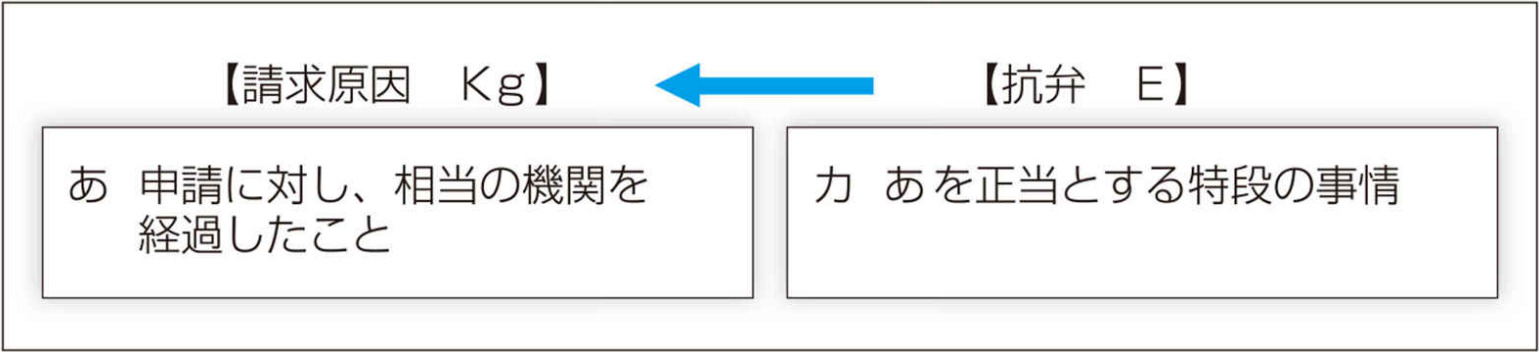 【請求原因　Kg】
【抗弁　E】
あ　申請に対し、相当の機関を
経過したこと
カ　あを正当とする特段の事情